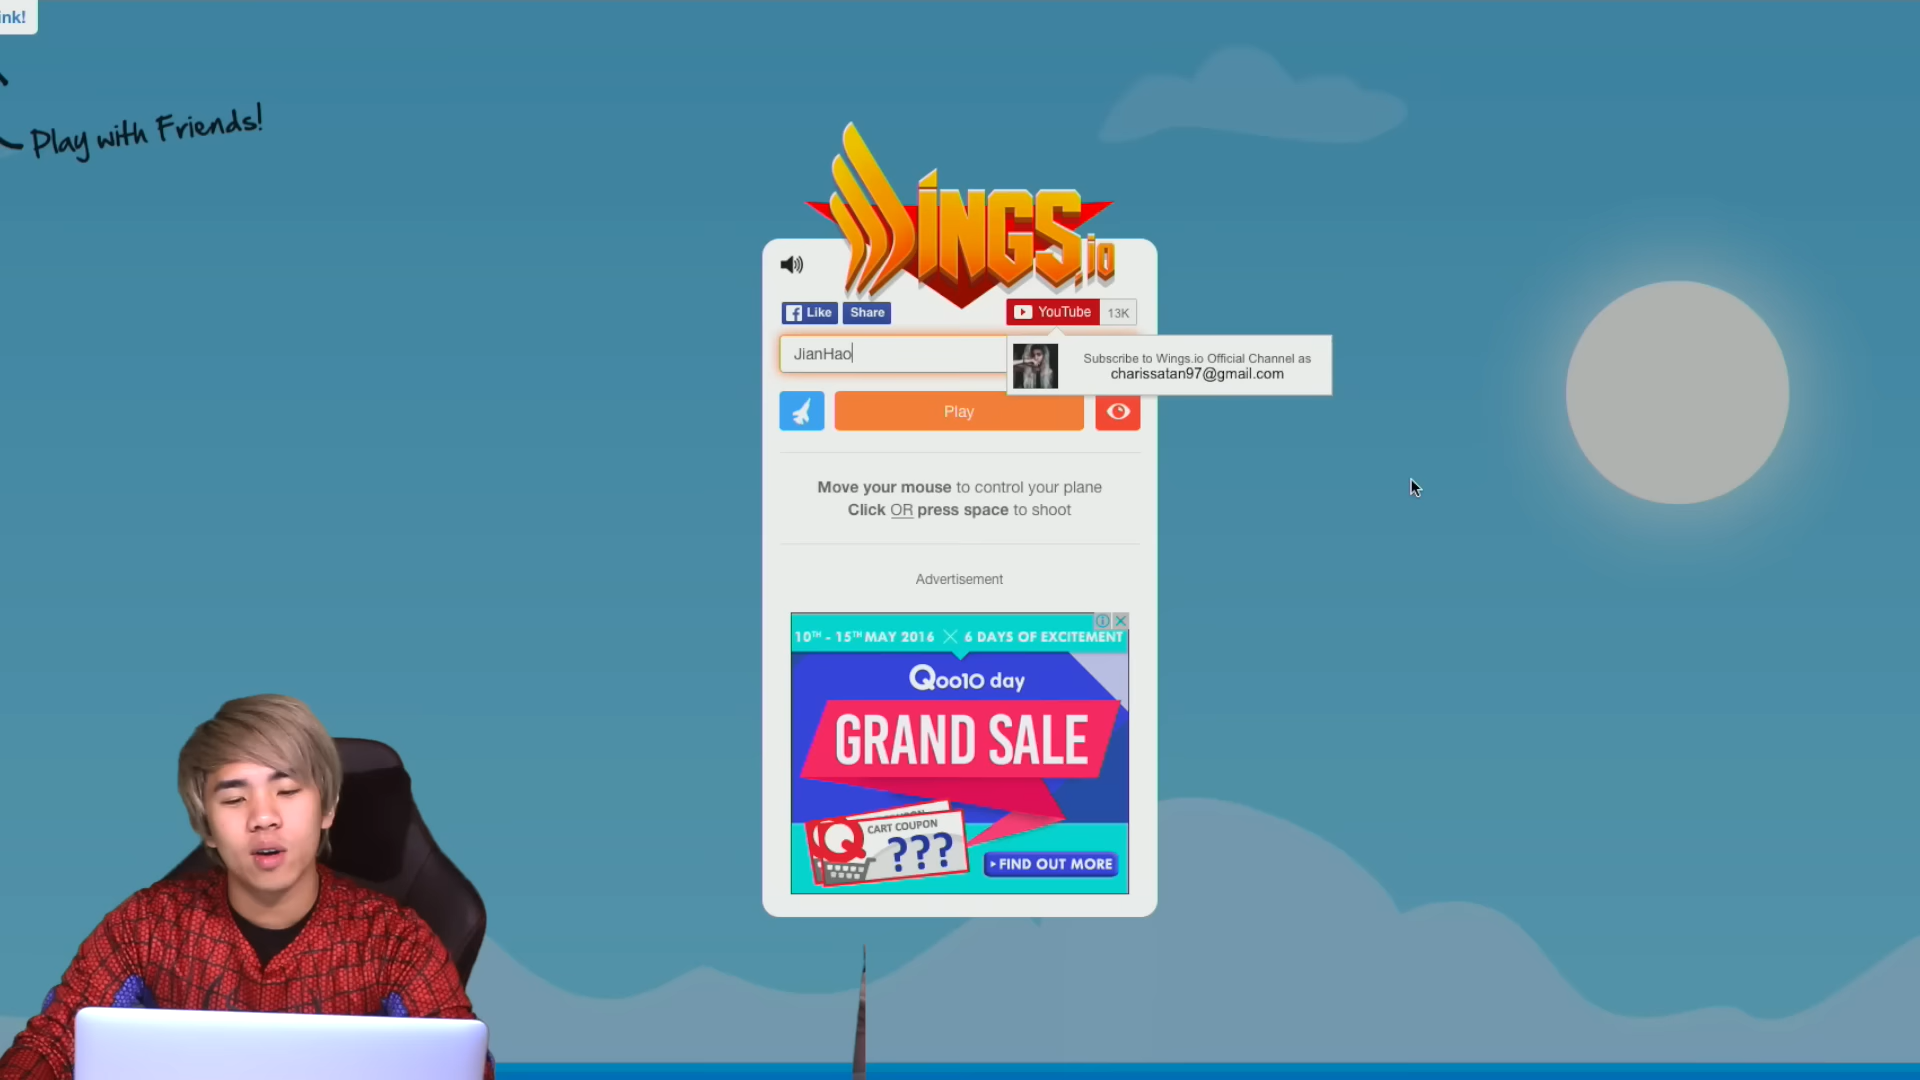 ink!
Play with Friends!
Wings.io
Like
Share
YouTube
13K
JianHao
Subscribe to Wings.io Official Channel as
charissatan97@gmail.com
Play
Move your mouse to control your plane
Click OR press space to shoot
Advertisement
10TH - 15TH MAY 2016 X 6 DAYS OF EXCITEMENT
Qoo10 day
GRAND SALE
CART COUPON
Q
???
FIND OUT MORE